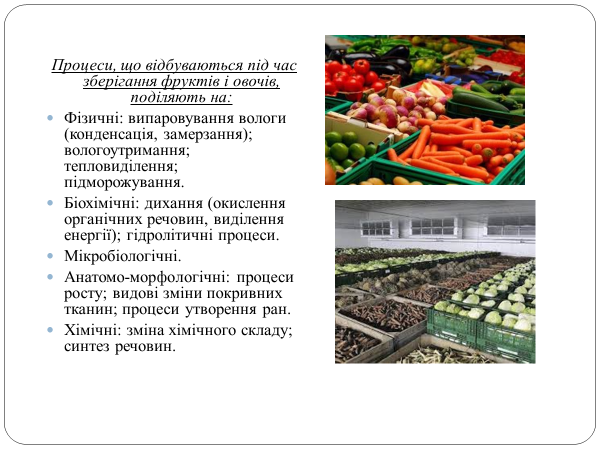 Процеси, що відбуваються під час
зберігання фруктів і овочів,
поділяють на:
Фізичні: випаровування вологи
(конденсація, замерзання);
вологоутримання;
тепловиділення;
підморожування.
Біохімічні: дихання (окислення
органічних речовин, виділення
енергії); гідролітичні процеси.
Мікробіологічні.
Анатомо-морфологічні: процеси
росту; видові зміни покривних
тканин; процеси утворення ран.
Хімічні: зміна хімічного складу;
синтез речовин.